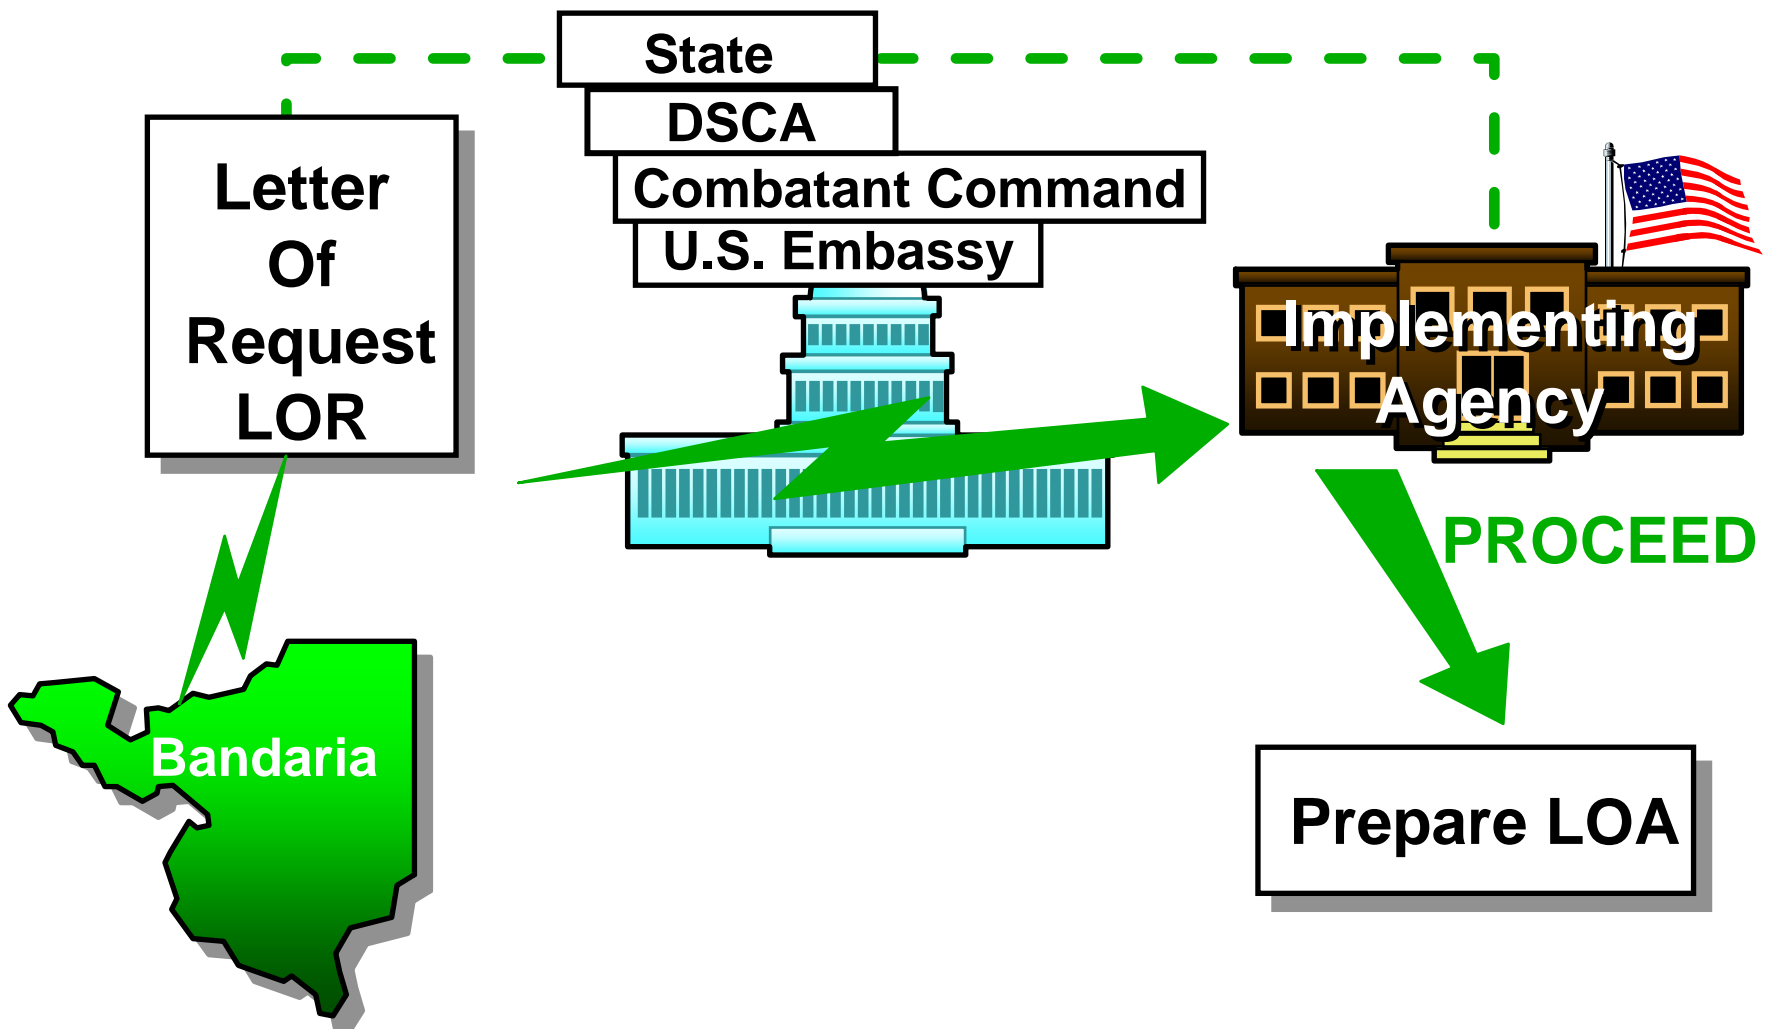 State
DSCA
Combatant Command
U.S. Embassy
Letter
Of
Request
LOR
Implementing
Agency
PROCEED
Bandaria
Prepare LOA